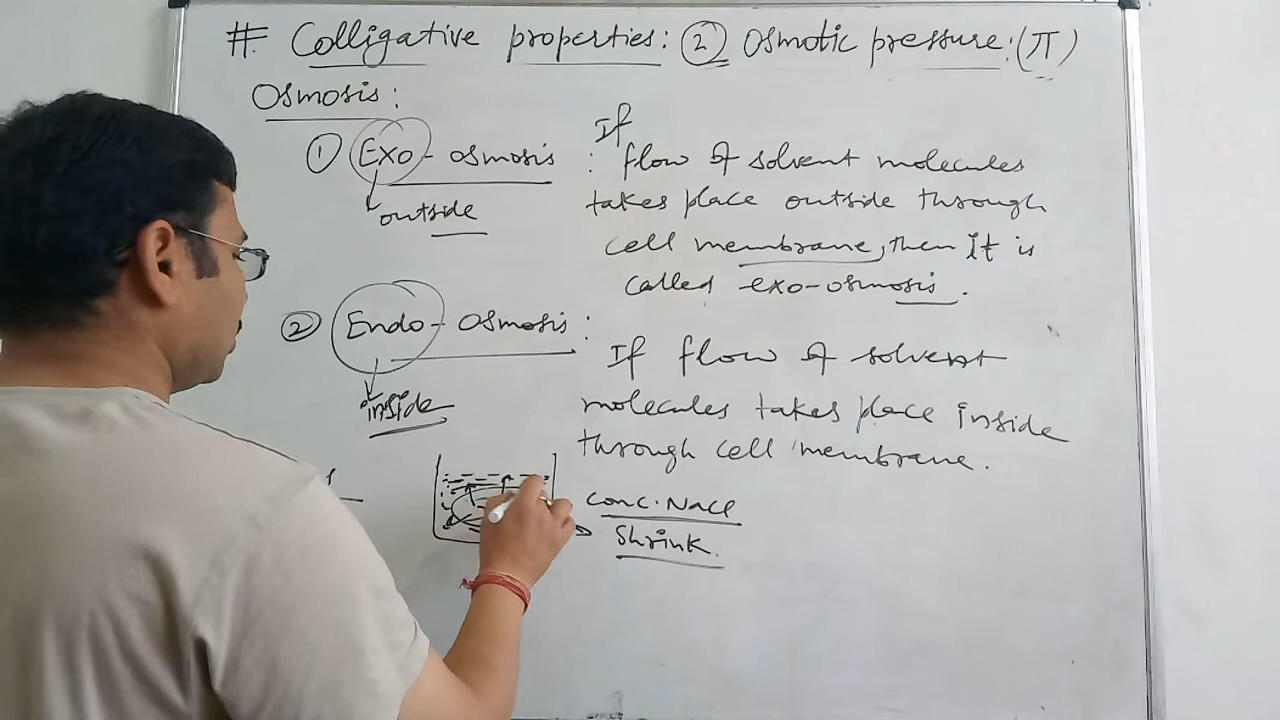 # Colligative properties: ② Osmotic pressure: (π)
Osmosis:
① Exo-osmosis : If flow of solvent molecules
outside
takes place outside through
cell membrane, then It is
called exo-osmosis.
② Endo-Osmosis :
inside
If flow of solvent
molecules takes place inside
through cell membrane.
Conc. NaCl
Shrink.